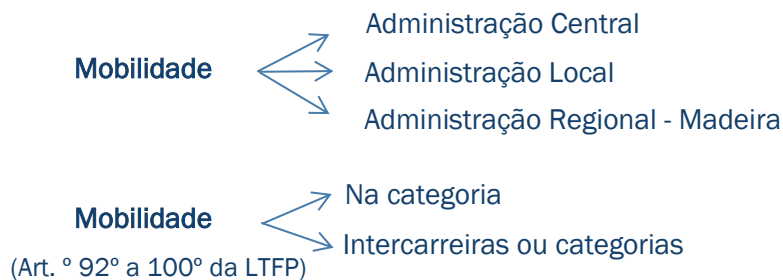 Administração Central
Mobilidade
Administração Local
Administração Regional - Madeira
Na categoria
Mobilidade
Intercarreiras ou categorias
(Art. º 92º a 100º da LTFP)